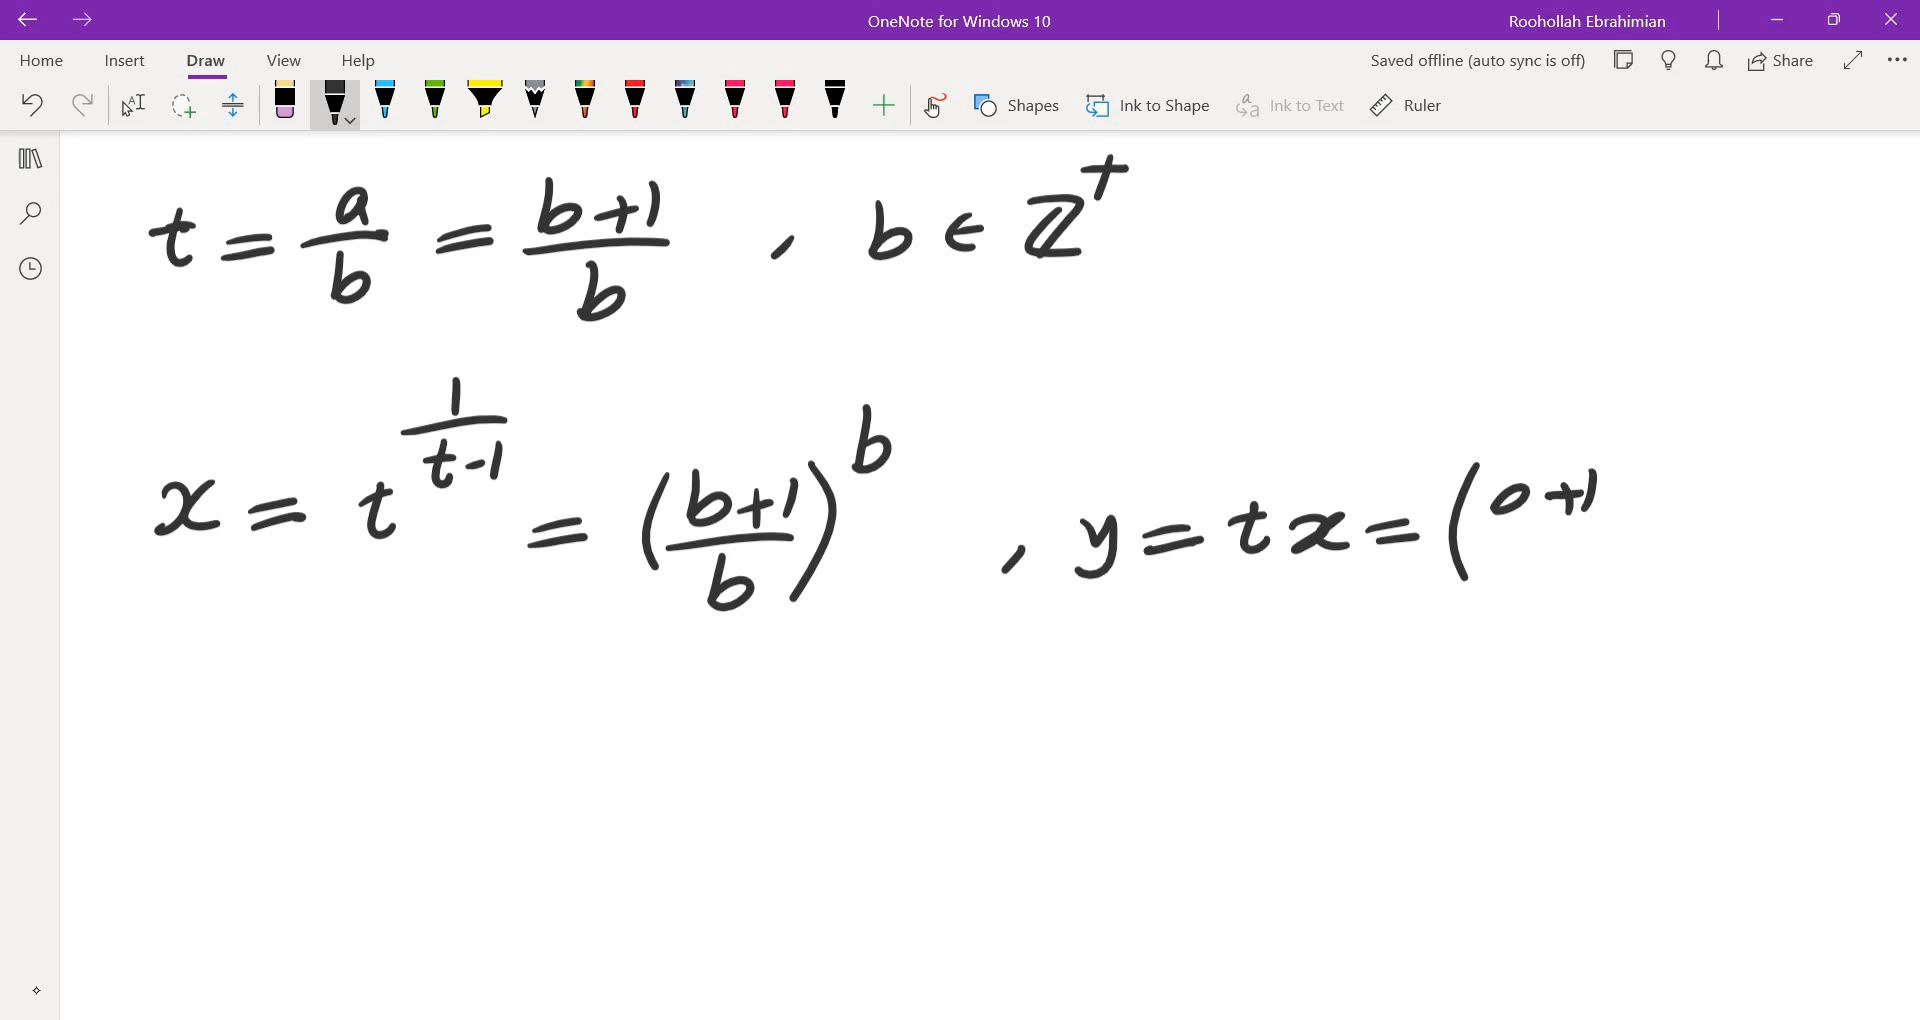 OneNote for Windows 10
Roohollah Ebrahimian
Home Insert Draw View Help
Saved offline (auto sync is off) Share
Shapes Ink to Shape Ink to Text Ruler
t = a/b = (b+1)/b , b ∈ ℤ⁺
x = t^(1/(t-1)) = ((b+1)/b)^b , y = tx = (0+1